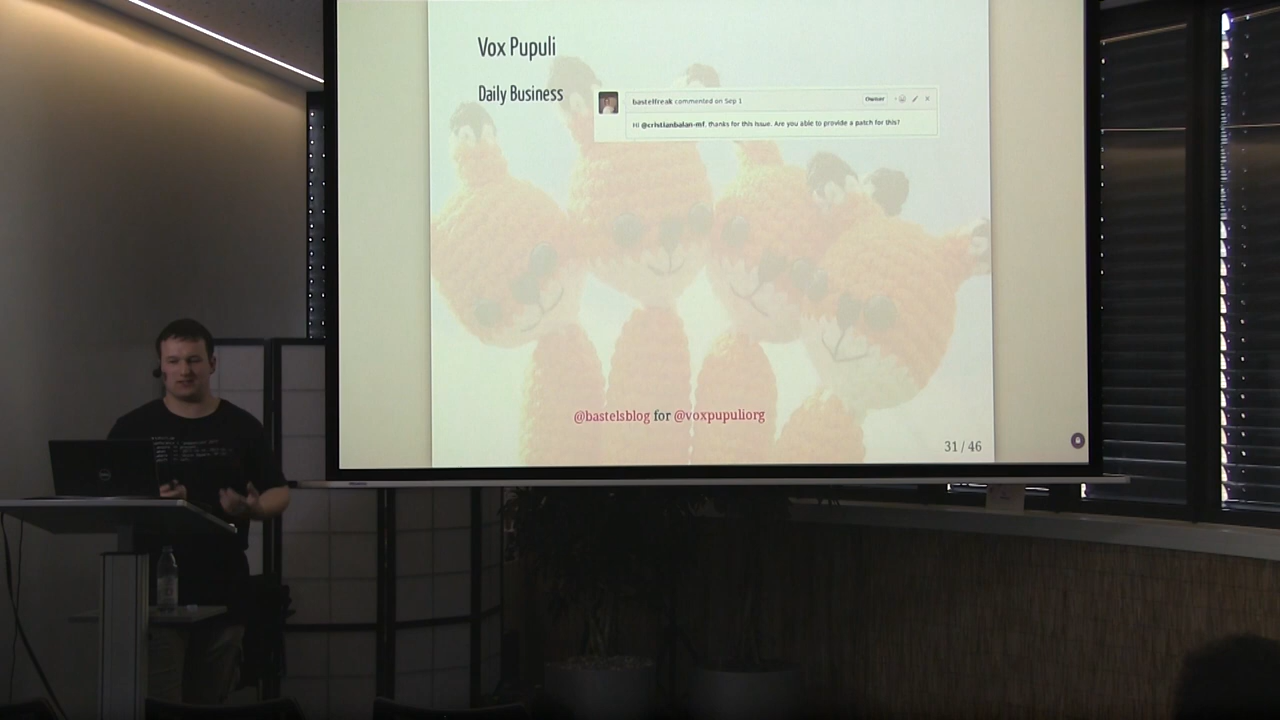 Vox Pupuli
Daily Business
bastelfreak commented on Sep 1
Owner
Hi @cristianbalan-mf, thanks for this issue. Are you able to provide a patch for this?
@bastelsblog for @voxpupuliorg
31 / 46
DELL